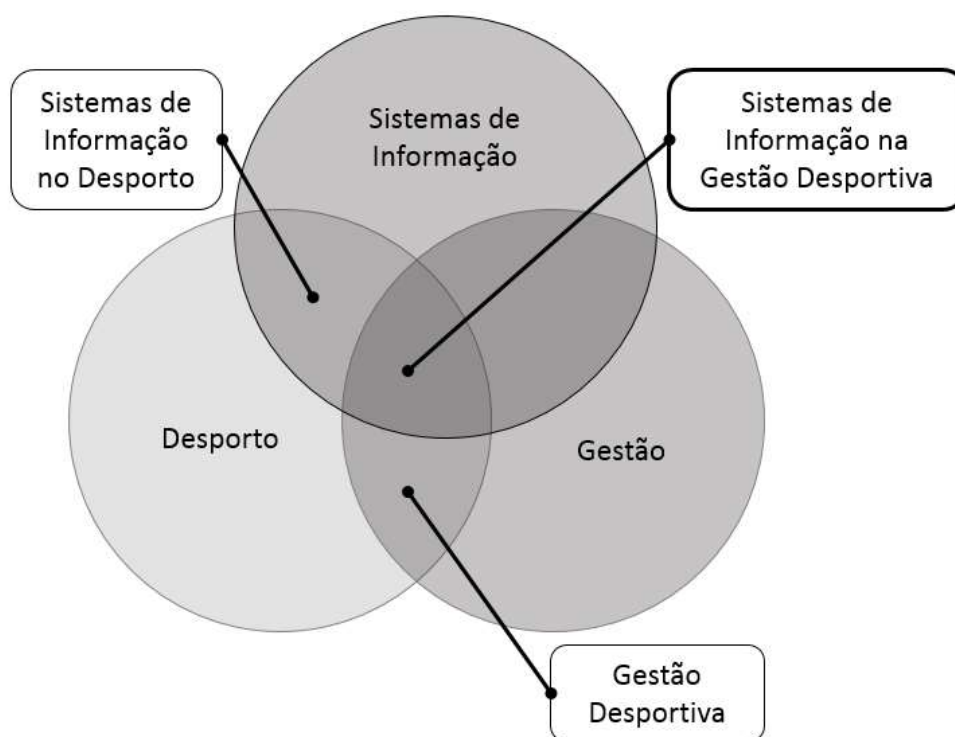 Sistemas de
Informação
no Desporto
Sistemas de
Informação
Sistemas de
Informação na
Gestão Desportiva
Desporto
Gestão
Gestão
Desportiva